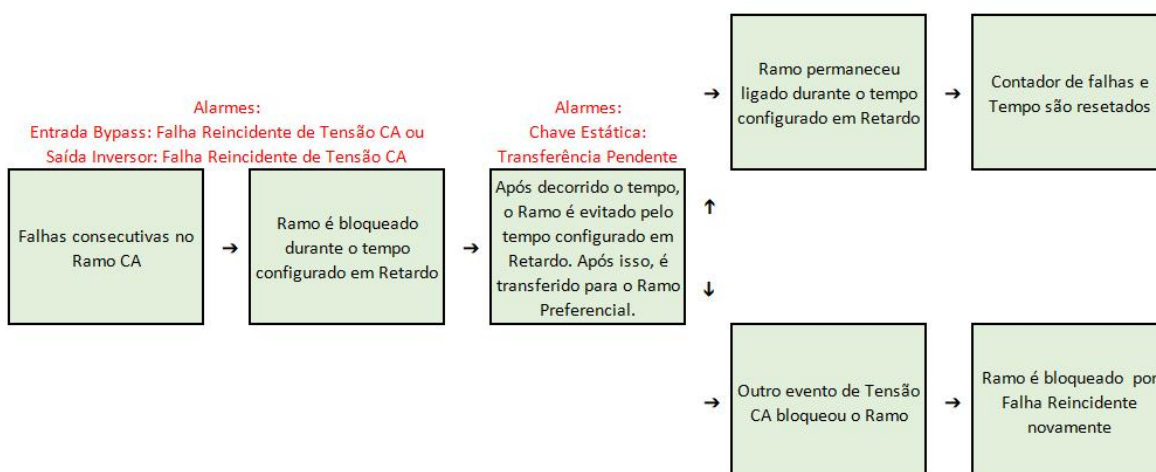 Alarmes:
Entrada Bypass: Falha Reincidente de Tensão CA ou
Saída Inversor: Falha Reincidente de Tensão CA
Falhas consecutivas no
Ramo CA
➔
Ramo é bloqueado
durante o tempo
configurado em Retardo
➔
Alarmes:
Chave Estática:
Transferência Pendente
Após decorrido o tempo,
o Ramo é evitado pelo
tempo configurado em
Retardo. Após isso, é
transferido para o Ramo
Preferencial.
↑
↓
➔
Ramo permaneceu
ligado durante o tempo
configurado em Retardo
➔
Contador de falhas e
Tempo são resetados
➔
Outro evento de Tensão
CA bloqueou o Ramo
➔
Ramo é bloqueado por
Falha Reincidente
novamente